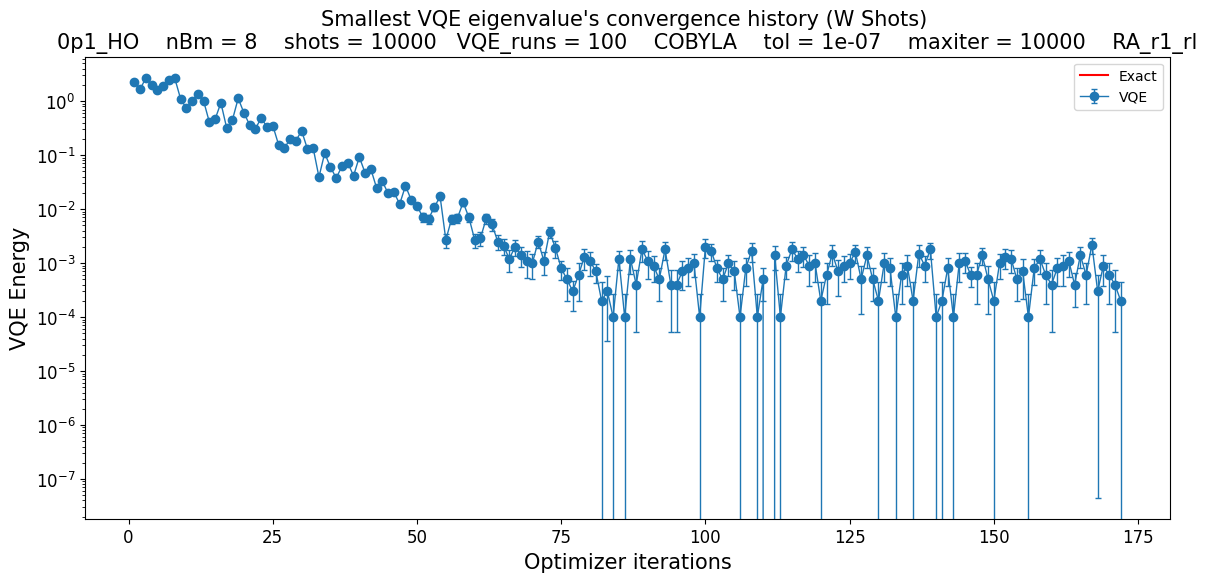 Smallest VQE eigenvalue's convergence history (W Shots)
0p1_HO    nBm = 8    shots = 10000   VQE_runs = 100    COBYLA    tol = 1e-07    maxiter = 10000    RA_r1_rl
Exact
VQE
VQE Energy
10⁰
10⁻¹
10⁻²
10⁻³
10⁻⁴
10⁻⁵
10⁻⁶
10⁻⁷
0 25 50 75 100 125 150 175
Optimizer iterations